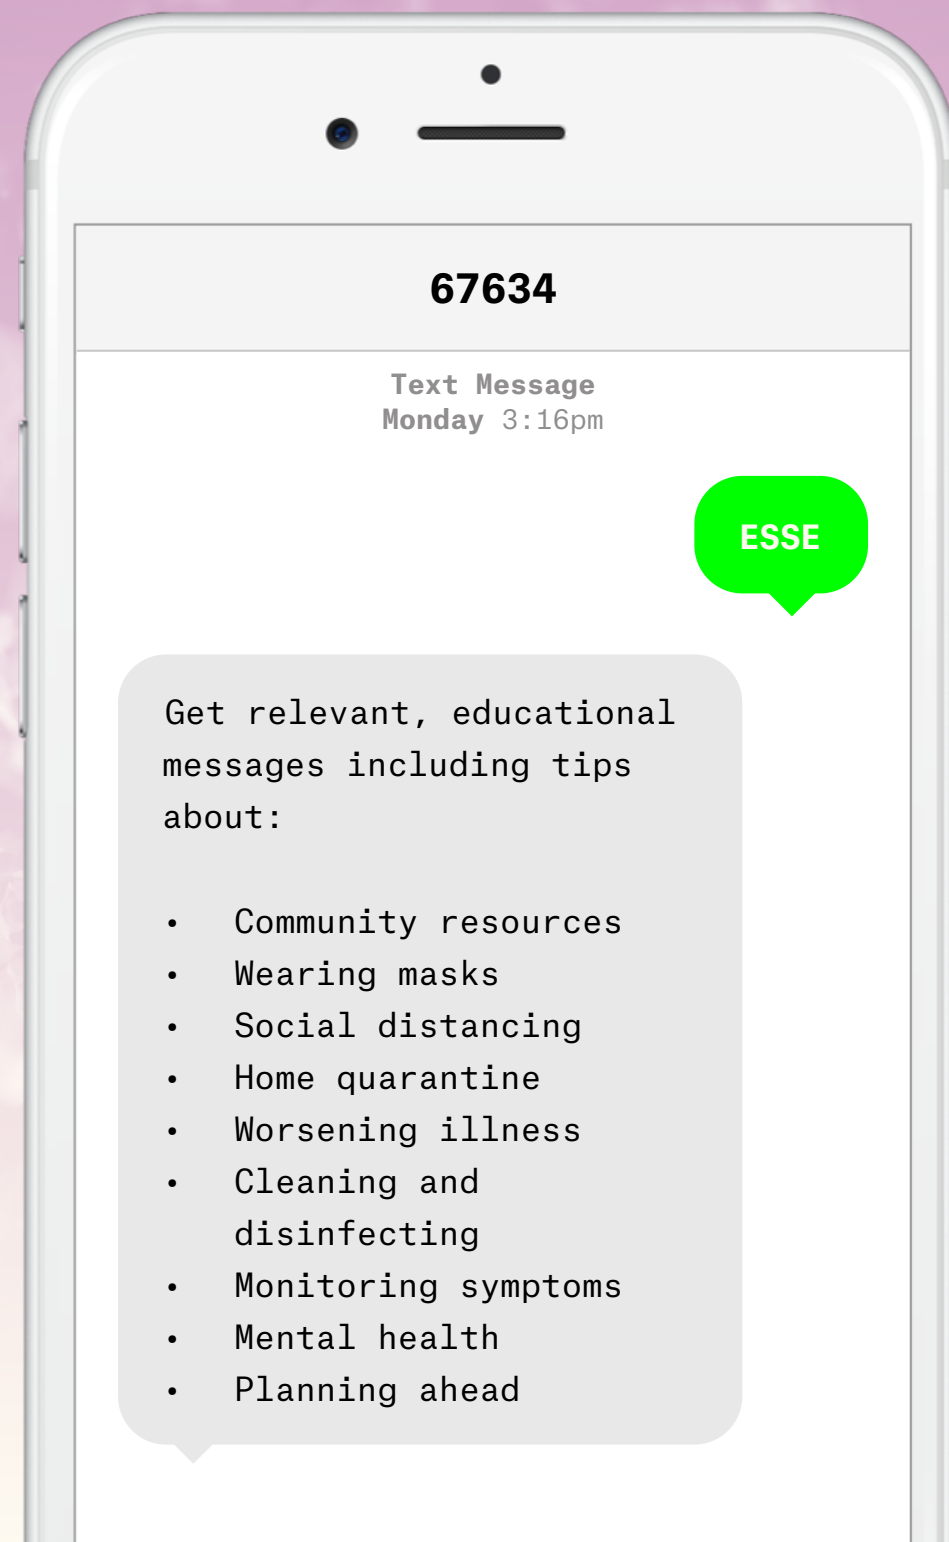 67634
Text Message
Monday 3:16pm
ESSE
Get relevant, educational
messages including tips
about:
• Community resources
• Wearing masks
• Social distancing
• Home quarantine
• Worsening illness
• Cleaning and
disinfecting
• Monitoring symptoms
• Mental health
• Planning ahead